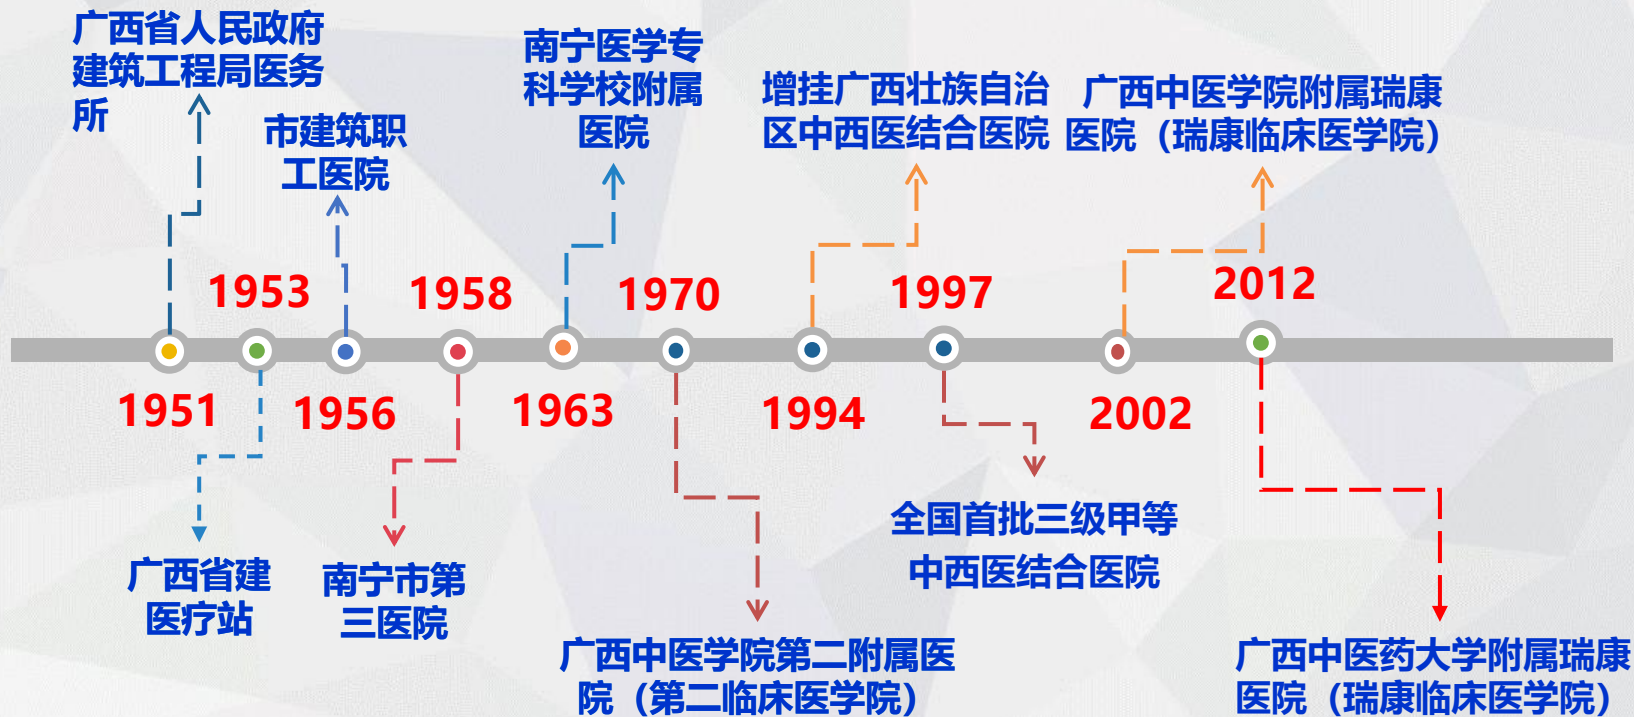 广西省人民政府
建筑工程局医务
所
市建筑职
工医院
南宁医学专
科学校附属
医院
增挂广西壮族自治
区中西医结合医院
广西中医学院附属瑞康
医院（瑞康临床医学院）
1953
1958
1970
1997
2012
1951
1956
1963
1994
2002
广西省建
医疗站
南宁市第
三医院
广西中医学院第二附属医
院（第二临床医学院）
全国首批三级甲等
中西医结合医院
广西中医药大学附属瑞康
医院（瑞康临床医学院）